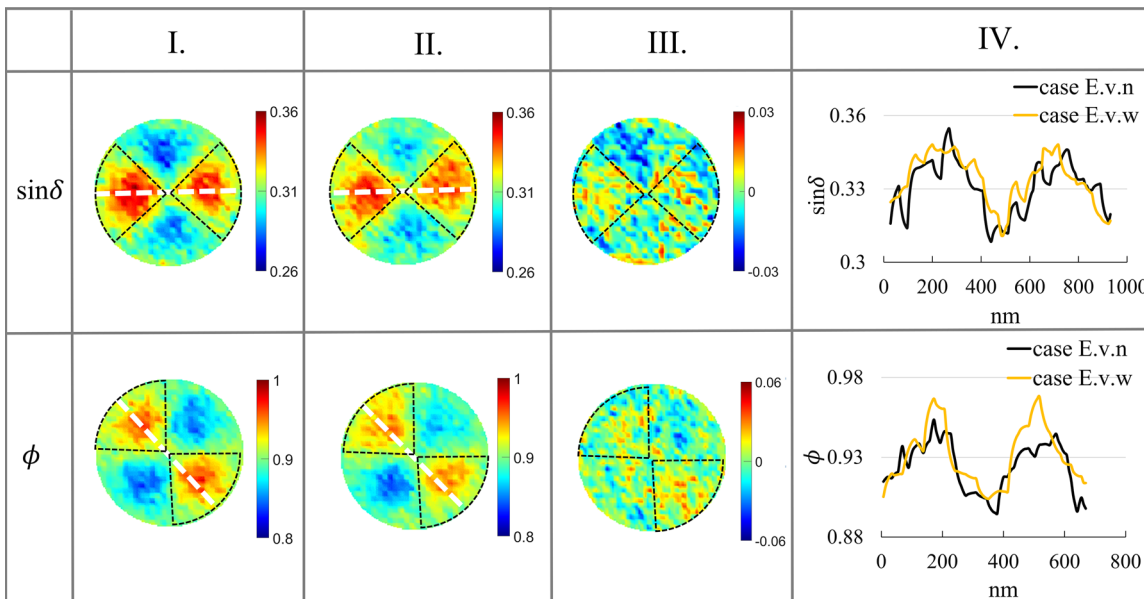 I.
II.
III.
IV.
sinδ
0.36
0.31
0.26
0.36
0.31
0.26
0.03
0
-0.03
case E.v.n
case E.v.w
0.36
0.33
0.3
sinδ
0 200 400 600 800 1000
nm
ϕ
1
0.9
0.8
1
0.9
0.8
0.06
0
-0.06
case E.v.n
case E.v.w
0.98
0.93
0.88
ϕ
0 200 400 600 800
nm